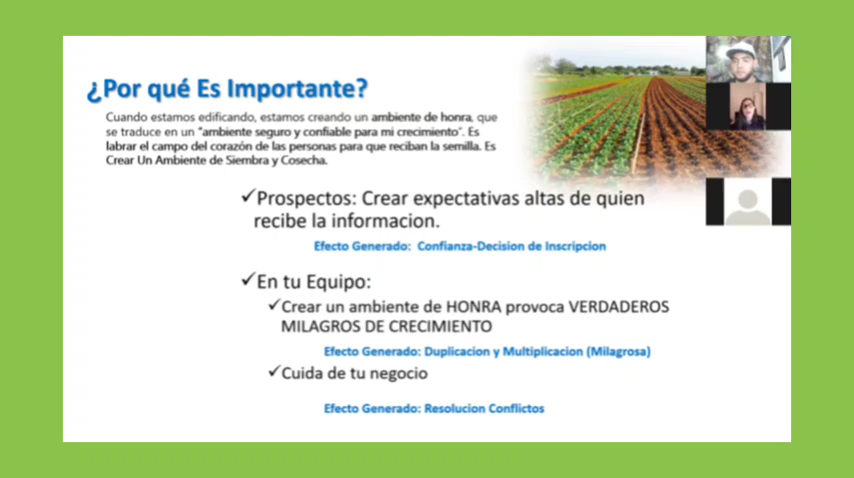 ¿Por qué Es Importante?
Cuando estamos edificando, estamos creando un ambiente de honra, que
se traduce en un "ambiente seguro y confiable para mi crecimiento". Es
labrar el campo del corazón de las personas para que reciban la semilla. Es
Crear Un Ambiente de Siembra y Cosecha.
✓Prospectos: Crear expectativas altas de quien
recibe la informacion.
Efecto Generado: Confianza-Decision de Inscripcion
✓En tu Equipo:
✓Crear un ambiente de HONRA provoca VERDADEROS
MILAGROS DE CRECIMIENTO
Efecto Generado: Duplicacion y Multiplicacion (Milagrosa)
✓Cuida de tu negocio
Efecto Generado: Resolucion Conflictos